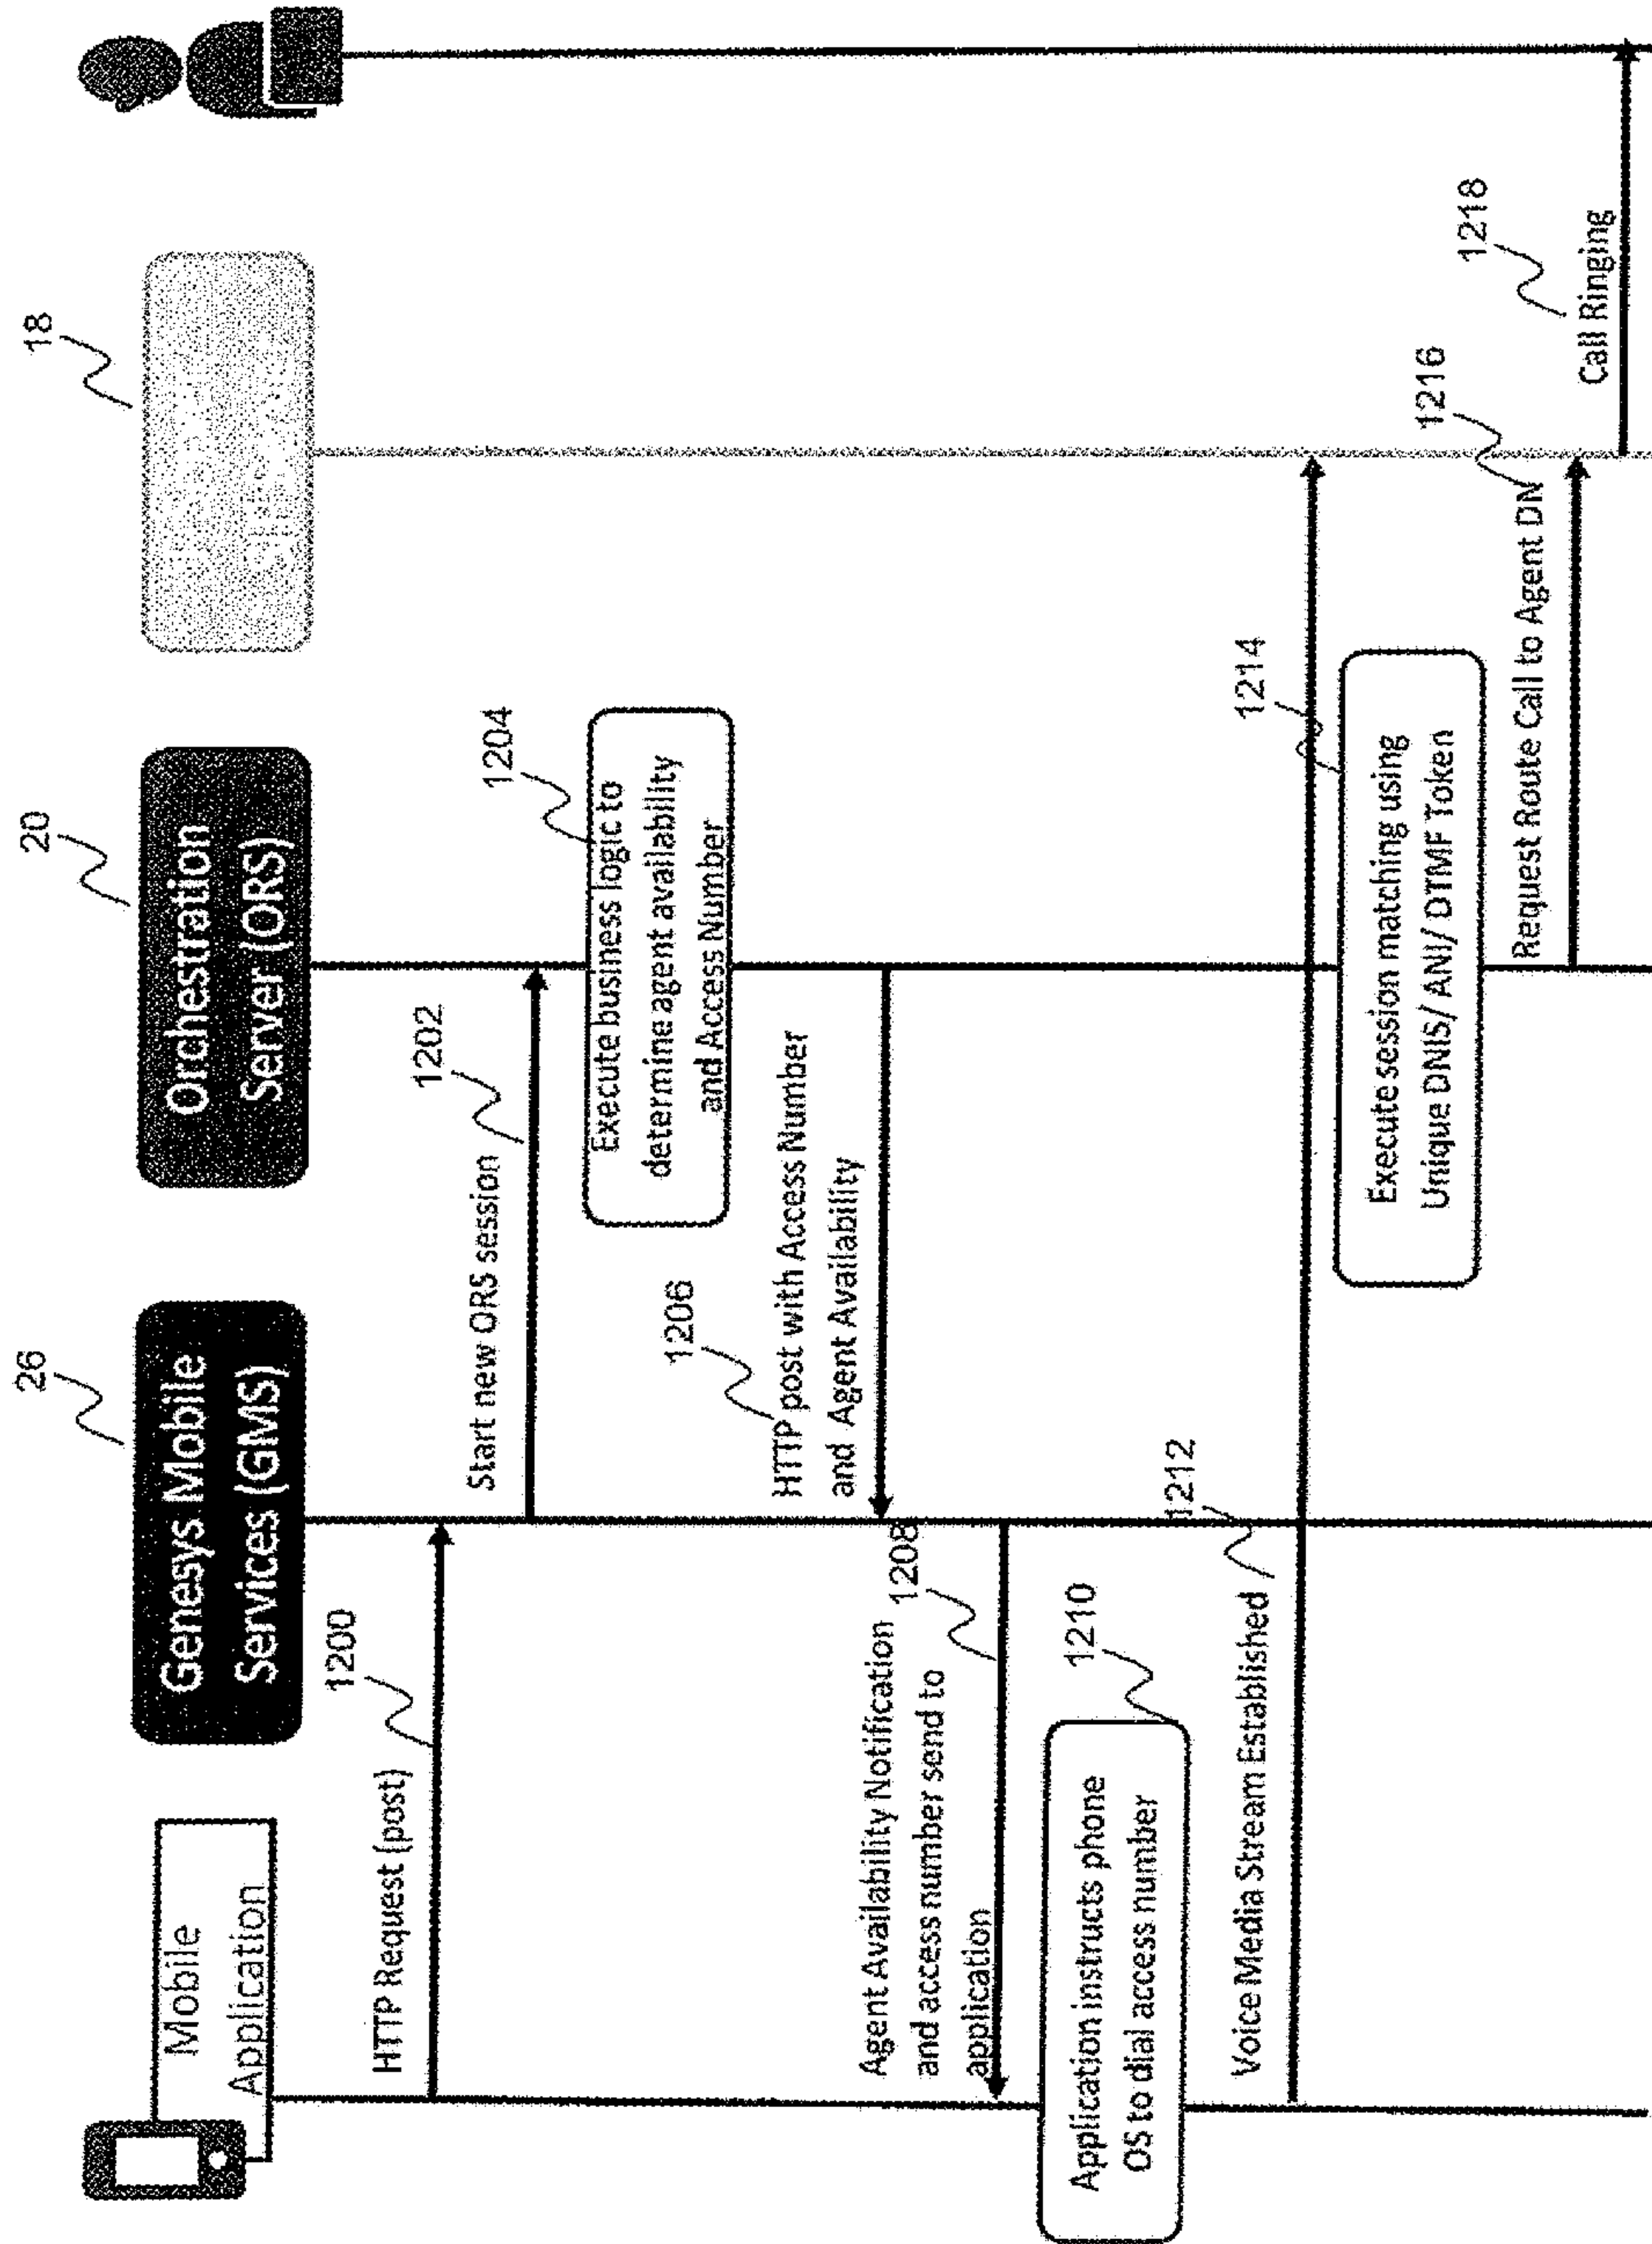 Mobile
Application
26
Genesys Mobile
Services (GMS)
20
Orchestration
Server (ORS)
18
1200
HTTP Request (post)
1202
Start new ORS session
1204
Execute business logic to
determine agent availability
and Access Number
1206
HTTP post with Access Number
and Agent Availability
1208
Agent Availability Notification
and access number send to
application
1210
Application instructs phone
OS to dial access number
1212
Voice Media Stream Established
1214
Execute session matching using
Unique DNIS/ ANI/ DTMF Token
1216
Request Route Call to Agent DN
1218
Call Ringing